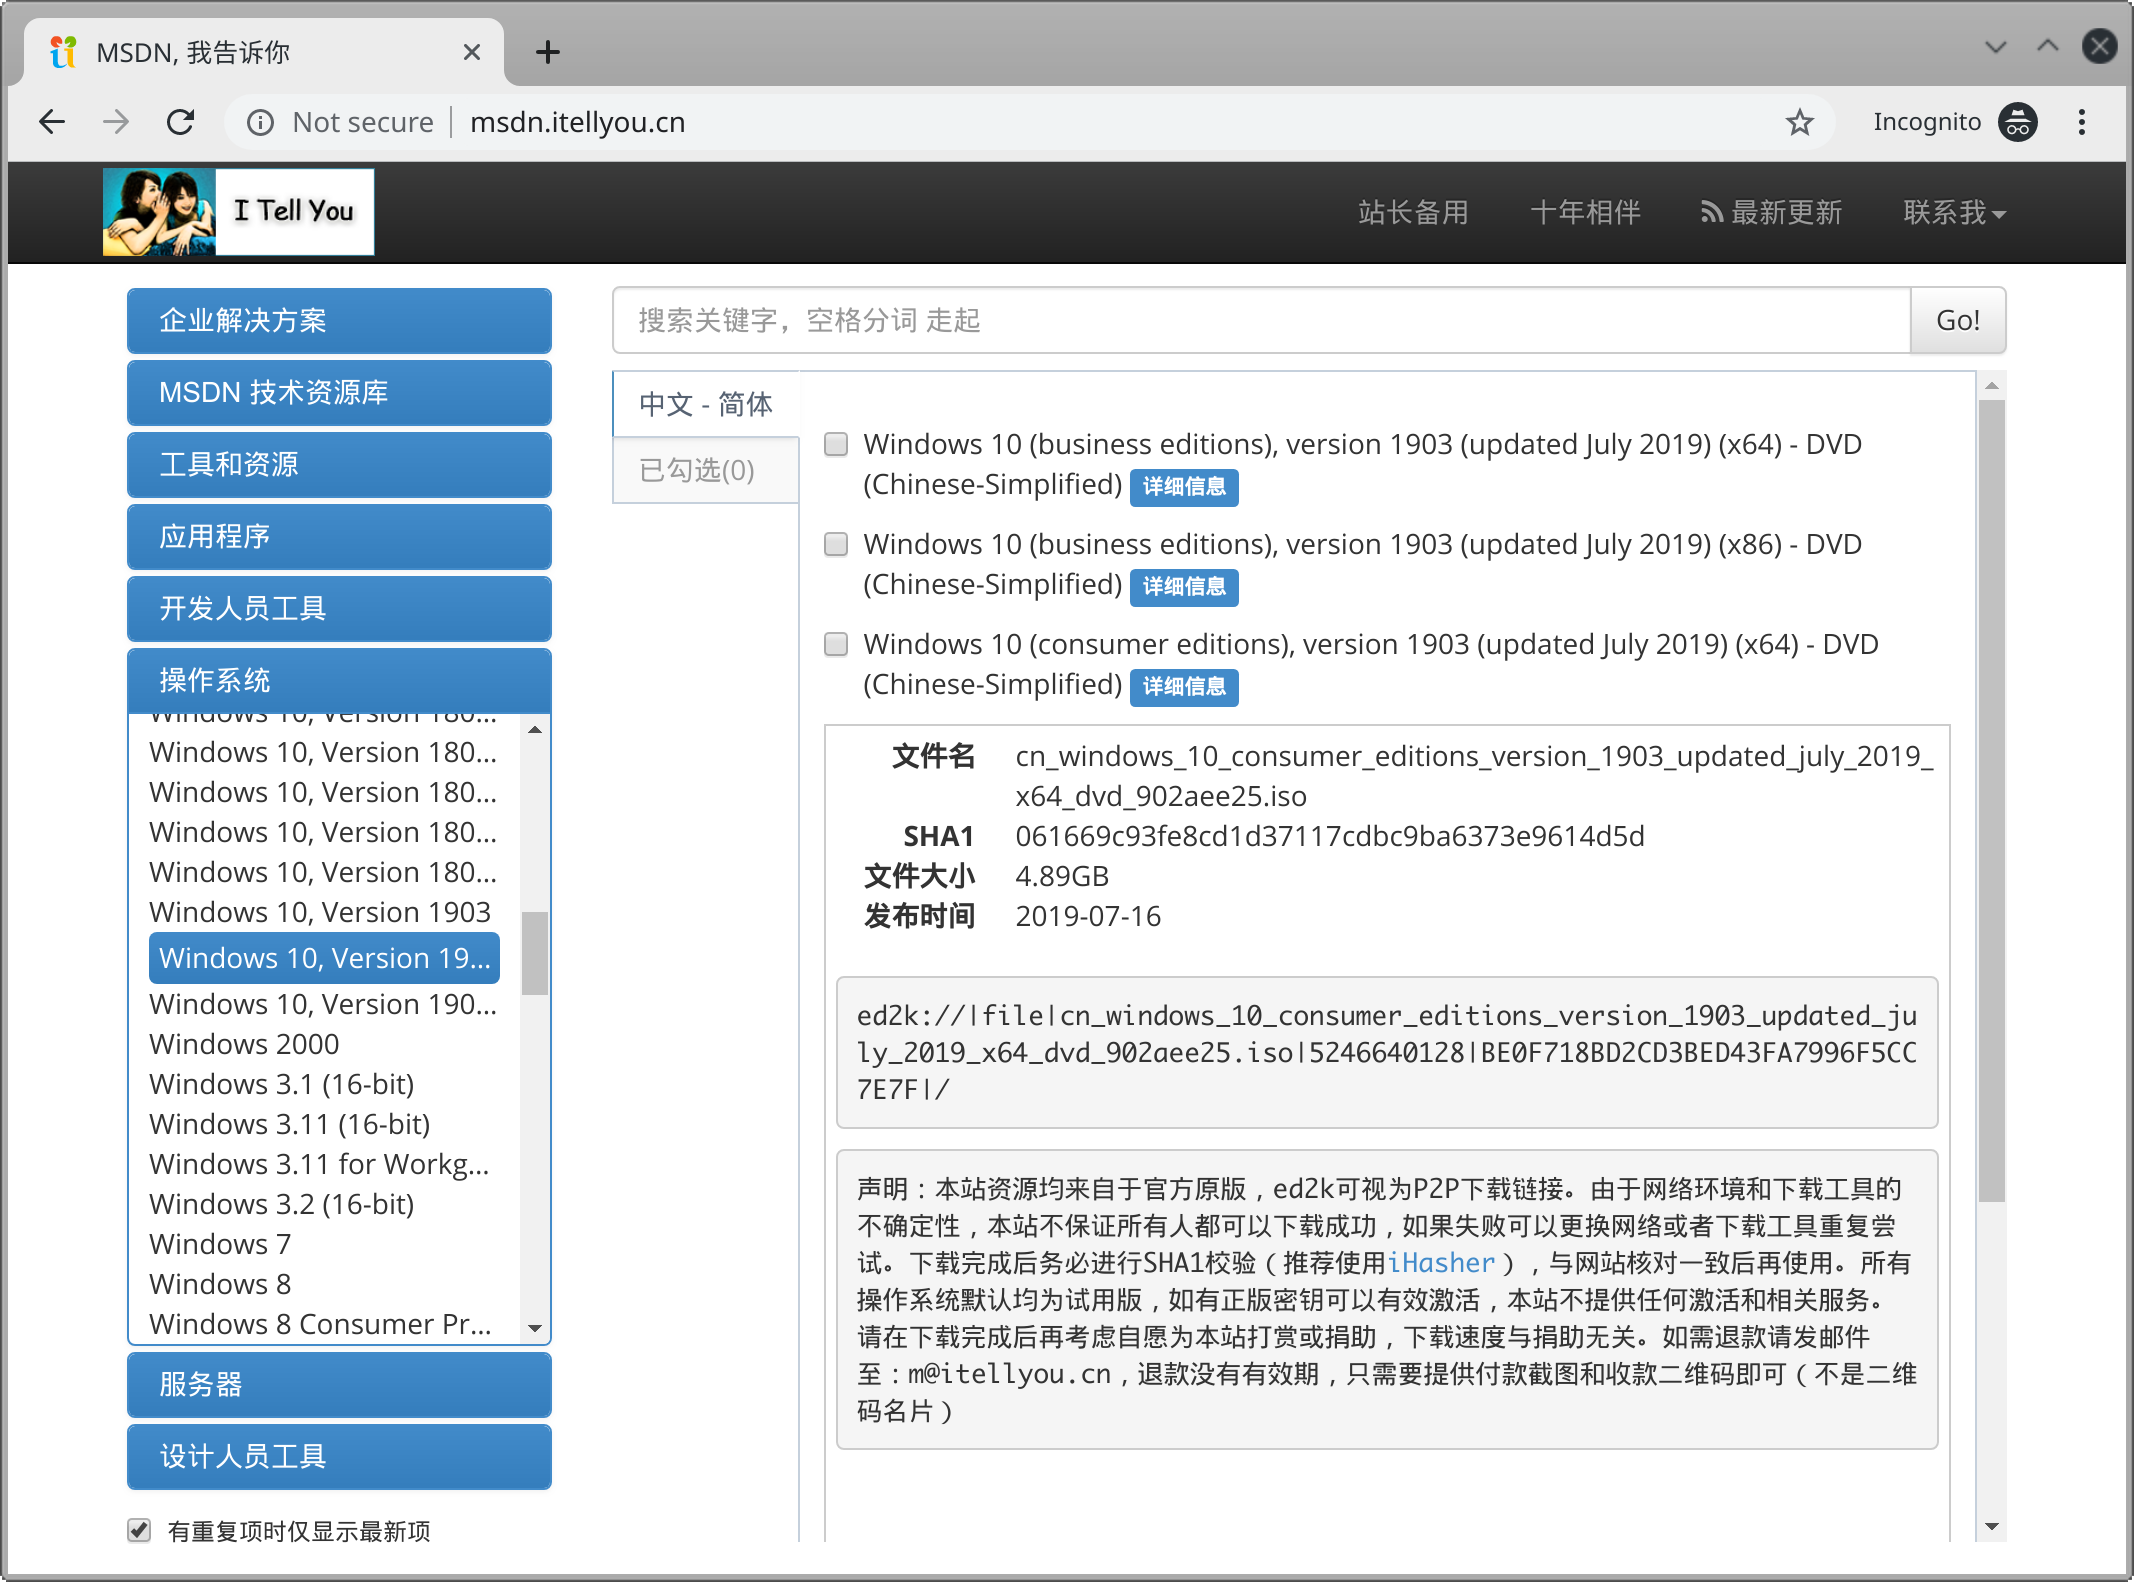 MSDN, 我告诉你
Not secure
msdn.itellyou.cn
Incognito
I Tell You
站长备用
十年相伴
最新更新
联系我
企业解决方案
MSDN 技术资源库
工具和资源
应用程序
开发人员工具
操作系统
Windows 10, Version 180...
Windows 10, Version 180...
Windows 10, Version 180...
Windows 10, Version 180...
Windows 10, Version 180...
Windows 10, Version 1903
Windows 10, Version 19...
Windows 10, Version 190...
Windows 2000
Windows 3.1 (16-bit)
Windows 3.11 (16-bit)
Windows 3.11 for Workg...
Windows 3.2 (16-bit)
Windows 7
Windows 8
Windows 8 Consumer Pr...
服务器
设计人员工具
有重复项时仅显示最新项
搜索关键字，空格分词 走起
Go!
中文 - 简体
已勾选(0)
Windows 10 (business editions), version 1903 (updated July 2019) (x64) - DVD
(Chinese-Simplified) 详细信息
Windows 10 (business editions), version 1903 (updated July 2019) (x86) - DVD
(Chinese-Simplified) 详细信息
Windows 10 (consumer editions), version 1903 (updated July 2019) (x64) - DVD
(Chinese-Simplified) 详细信息
文件名 cn_windows_10_consumer_editions_version_1903_updated_july_2019_
x64_dvd_902aee25.iso
SHA1 061669c93fe8cd1d37117cdbc9ba6373e9614d5d
文件大小 4.89GB
发布时间 2019-07-16
ed2k://|file|cn_windows_10_consumer_editions_version_1903_updated_ju
ly_2019_x64_dvd_902aee25.iso|5246640128|BE0F718BD2CD3BED43FA7996F5CC
7E7F|/
声明：本站资源均来自于官方原版，ed2k可视为P2P下载链接。由于网络环境和下载工具的
不确定性，本站不保证所有人都可以下载成功，如果失败可以更换网络或者下载工具重复尝
试。下载完成后务必进行SHA1校验（推荐使用iHasher），与网站核对一致后再使用。所有
操作系统默认均为试用版，如有正版密钥可以有效激活，本站不提供任何激活和相关服务。
请在下载完成后再考虑自愿为本站打赏或捐助，下载速度与捐助无关。如需退款请发邮件
至：m@itellyou.cn，退款没有有效期，只需要提供付款截图和收款二维码即可（不是二维
码名片）